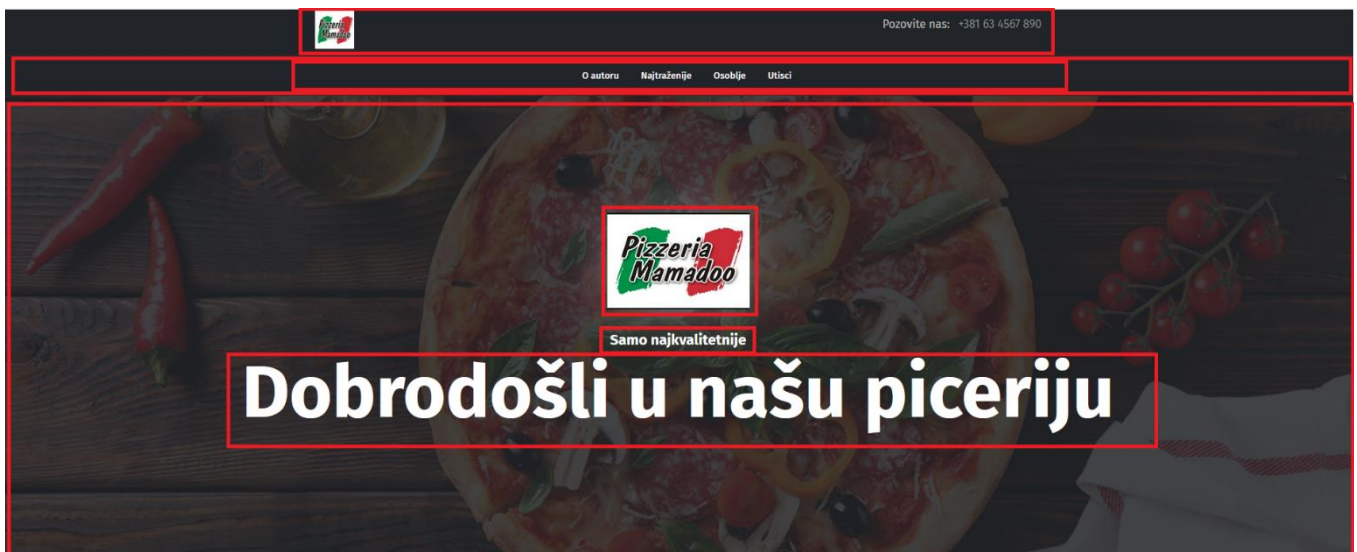 Pizzeria
Mamadoo
Pozovite nas: +381 63 4567 890
O autoru Najtraženije Osoblje Utisci
Pizzeria
Mamadoo
Samo najkvalitetnije
Dobrodošli u našu piceriju